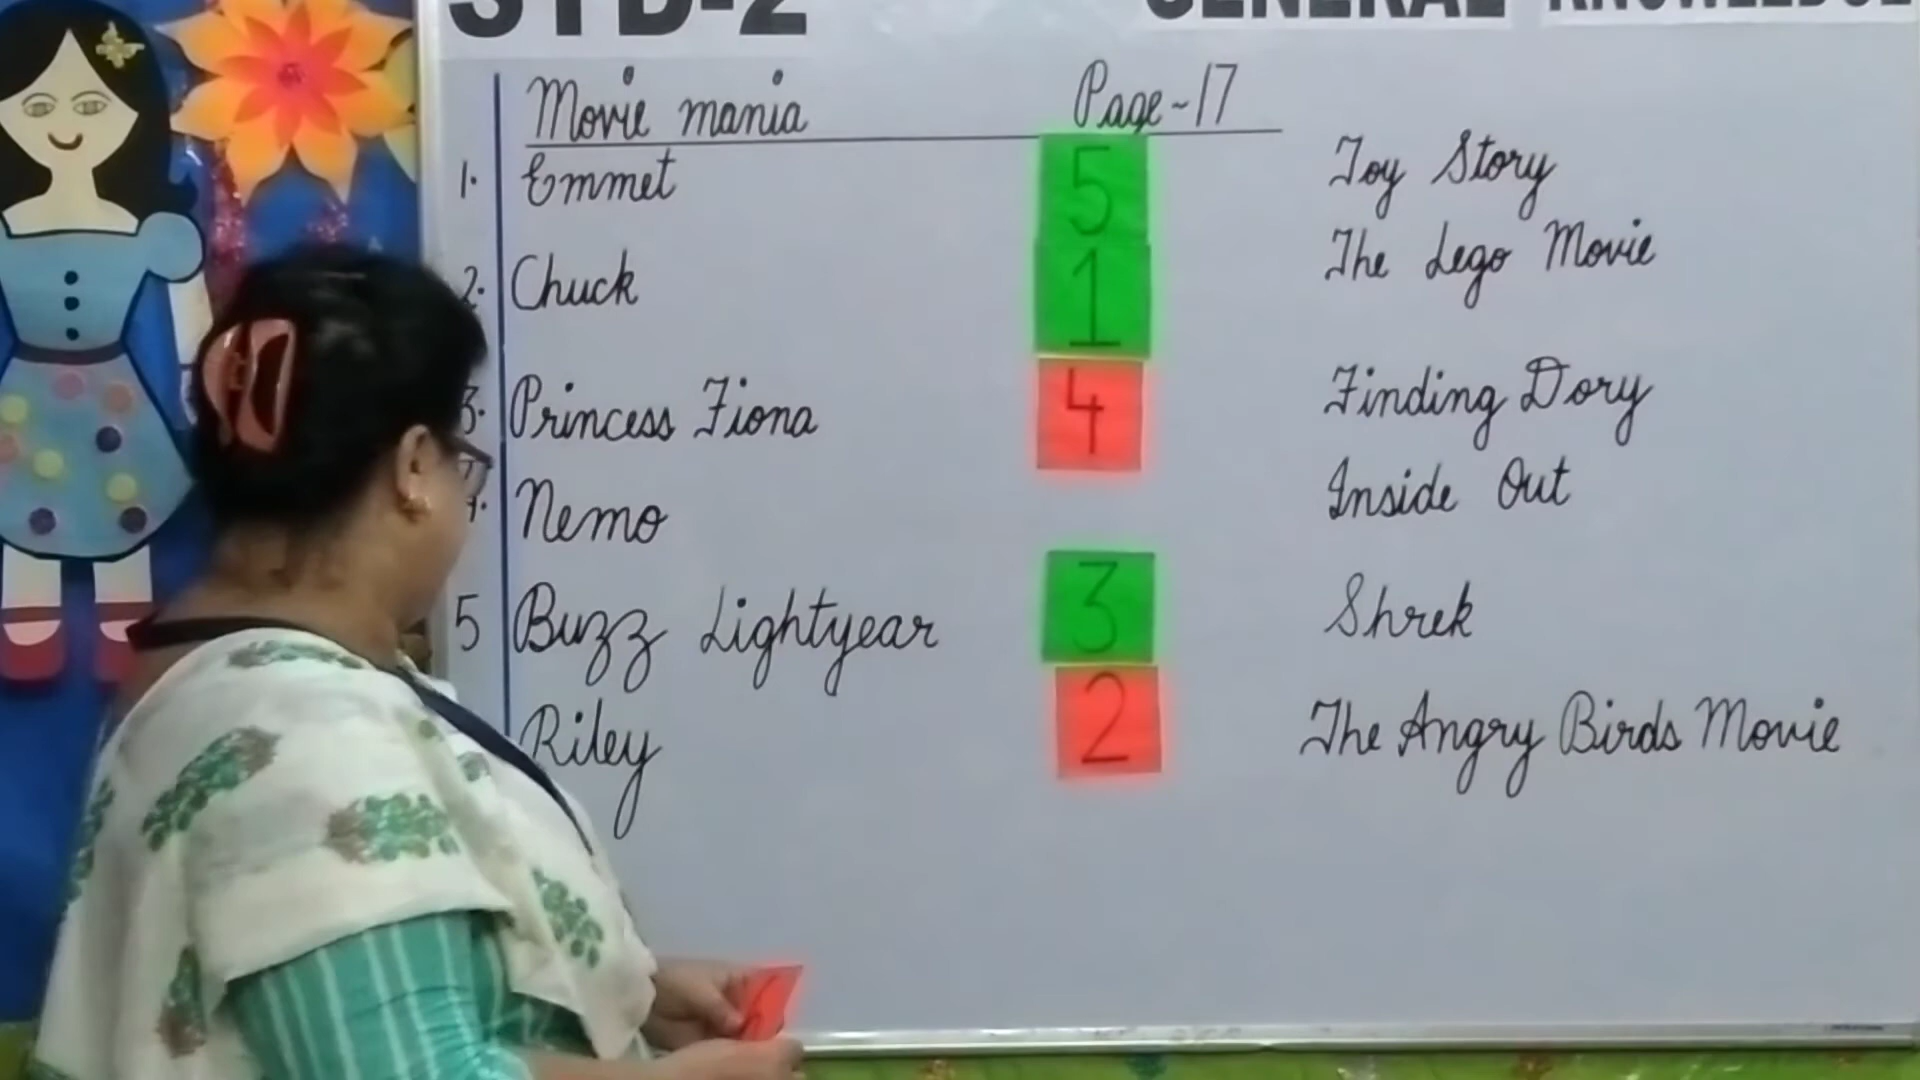 STD-2 GENERAL KNOWLEDGE
Movie mania Page-17
1. Emmet 5 Toy Story
2. Chuck 1 The Lego Movie
3. Princess Fiona 4 Finding Dory
4. Nemo Inside Out
5 Buzz Lightyear 3 Shrek
Riley 2 The Angry Birds Movie